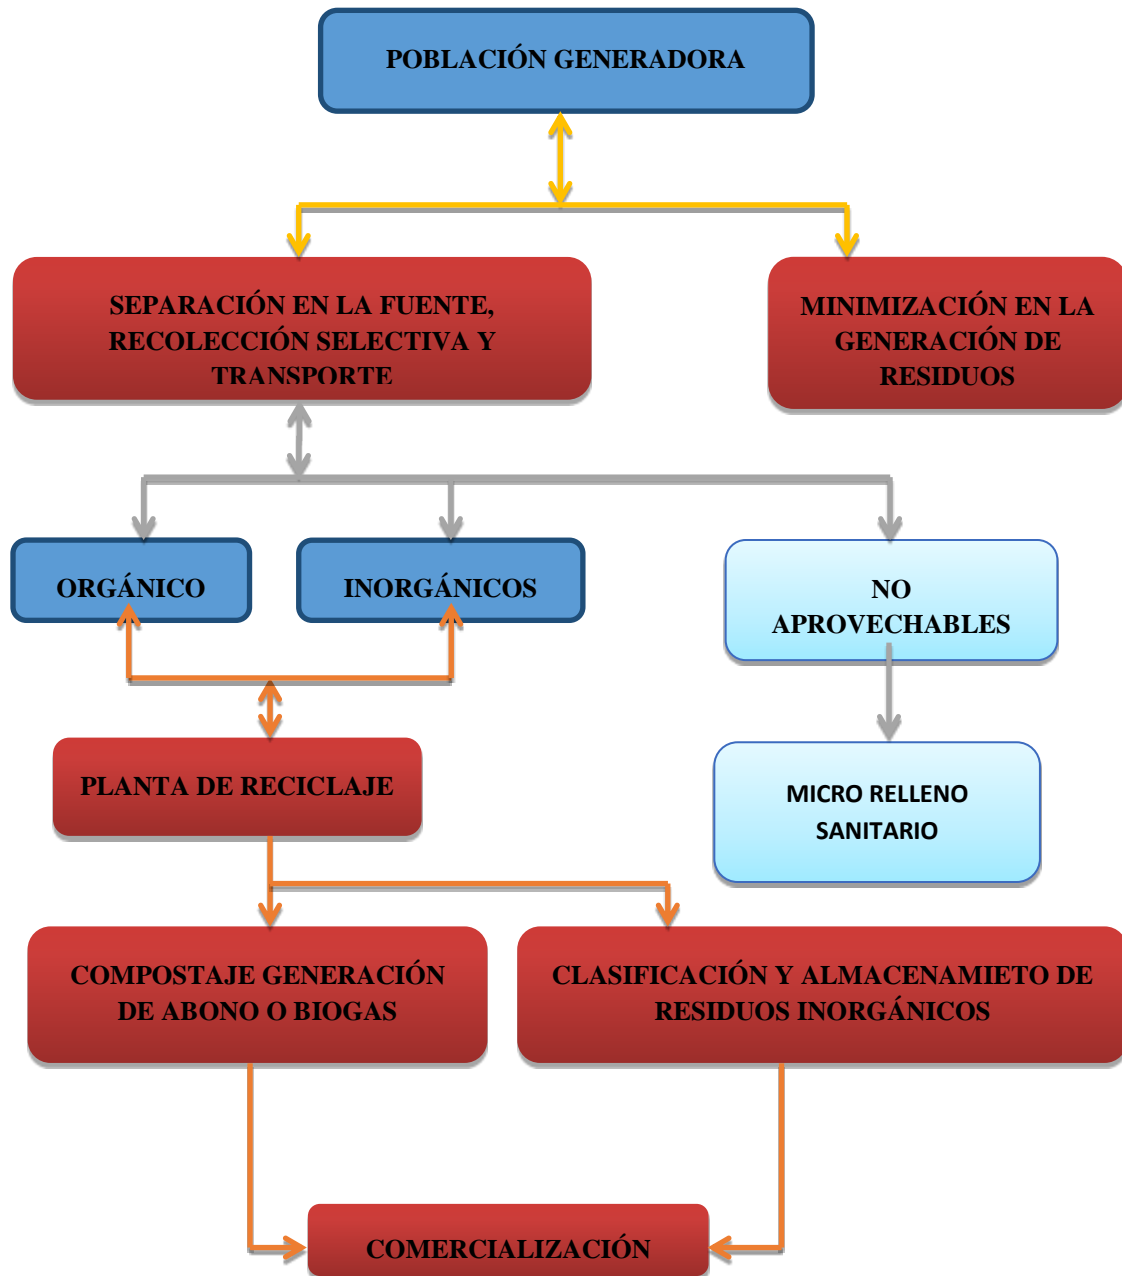 POBLACIÓN GENERADORA
SEPARACIÓN EN LA FUENTE,
RECOLECCIÓN SELECTIVA Y
TRANSPORTE
MINIMIZACIÓN EN LA
GENERACIÓN DE
RESIDUOS
ORGÁNICO
INORGÁNICOS
NO
APROVECHABLES
PLANTA DE RECICLAJE
MICRO RELLENO
SANITARIO
COMPOSTAJE GENERACIÓN
DE ABONO O BIOGAS
CLASIFICACIÓN Y ALMACENAMIETO DE
RESIDUOS INORGÁNICOS
COMERCIALIZACIÓN